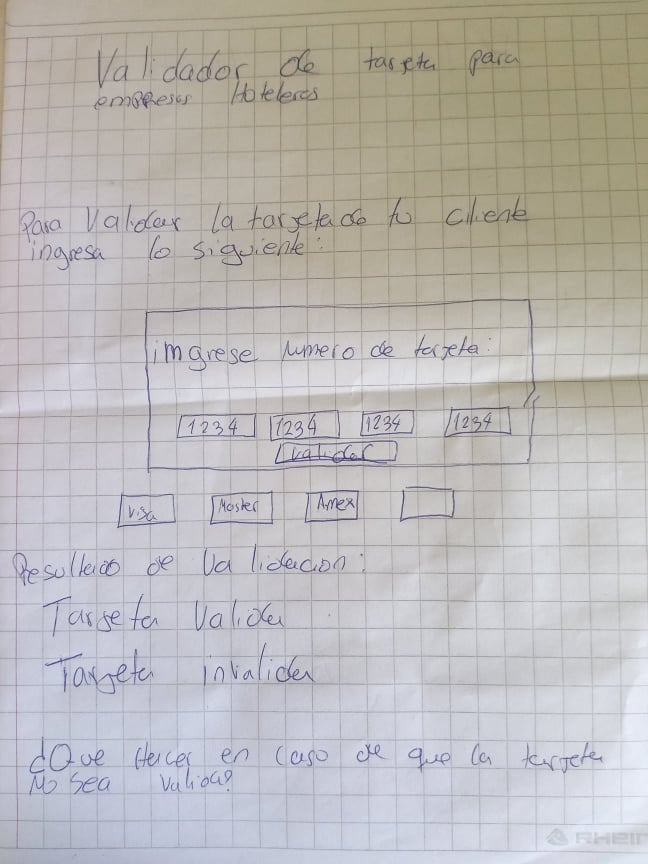 Validador de tarjeta para
empresas Hoteleras
Para Validar la tarjeta de tu cliente
ingresa lo siguiente:
imgrese Numero de tarjeta:
1234 1234 1234 1234
Validar
Visa Master Amex
Resultado de Validacion:
Tarjeta Valida
Tarjeta invalida
¿Que Hacer en caso de que la tarjeta
No sea valida?
RHEIN